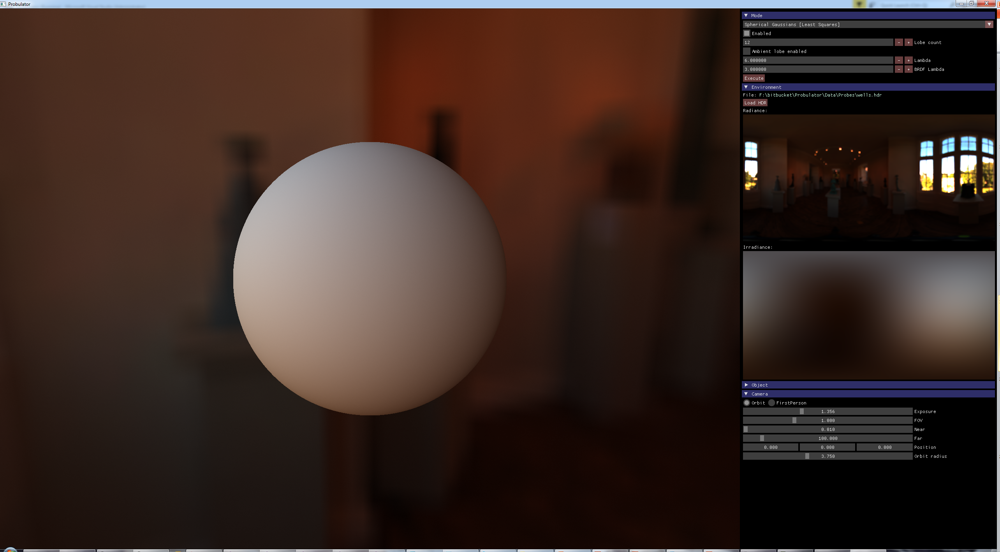 Probulator
Mode
Spherical Gaussians [Least Squares]
Enabled
12 - + Lobe count
Ambient lobe enabled
6.000000 - + Lambda
3.000000 - + BRDF Lambda
Execute
Environment
File: F:\bitbucket\Probulator\Data\Probes\wells.hdr
Load HDR
Radiance:
Irradiance:
Object
Camera
Orbit FirstPerson
1.356 Exposure
1.000 FOV
0.010 Near
100.000 Far
0.000 0.000 0.000 Position
3.750 Orbit radius